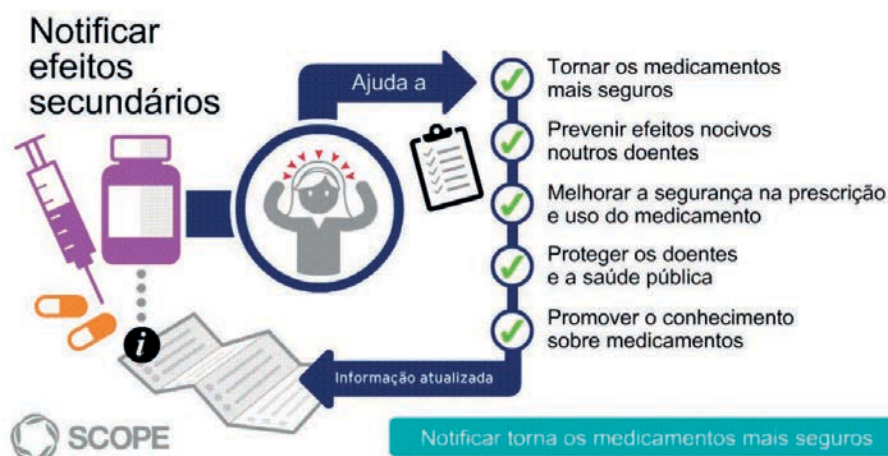 Notificar
efeitos
secundários
Ajuda a
Tornar os medicamentos
mais seguros
Prevenir efeitos nocivos
noutros doentes
Melhorar a segurança na prescrição
e uso do medicamento
Proteger os doentes
e a saúde pública
Promover o conhecimento
sobre medicamentos
i
Informação atualizada
SCOPE
Notificar torna os medicamentos mais seguros